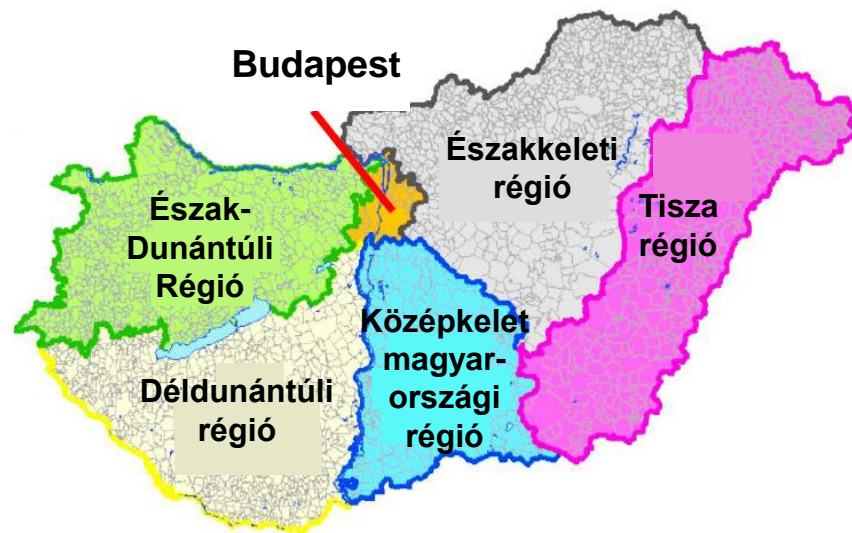 Budapest
Északkeleti
régió
Tisza
régió
Észak-
Dunántúli
Régió
Középkelet
magyar-
országi
régió
Déldunántúli
régió